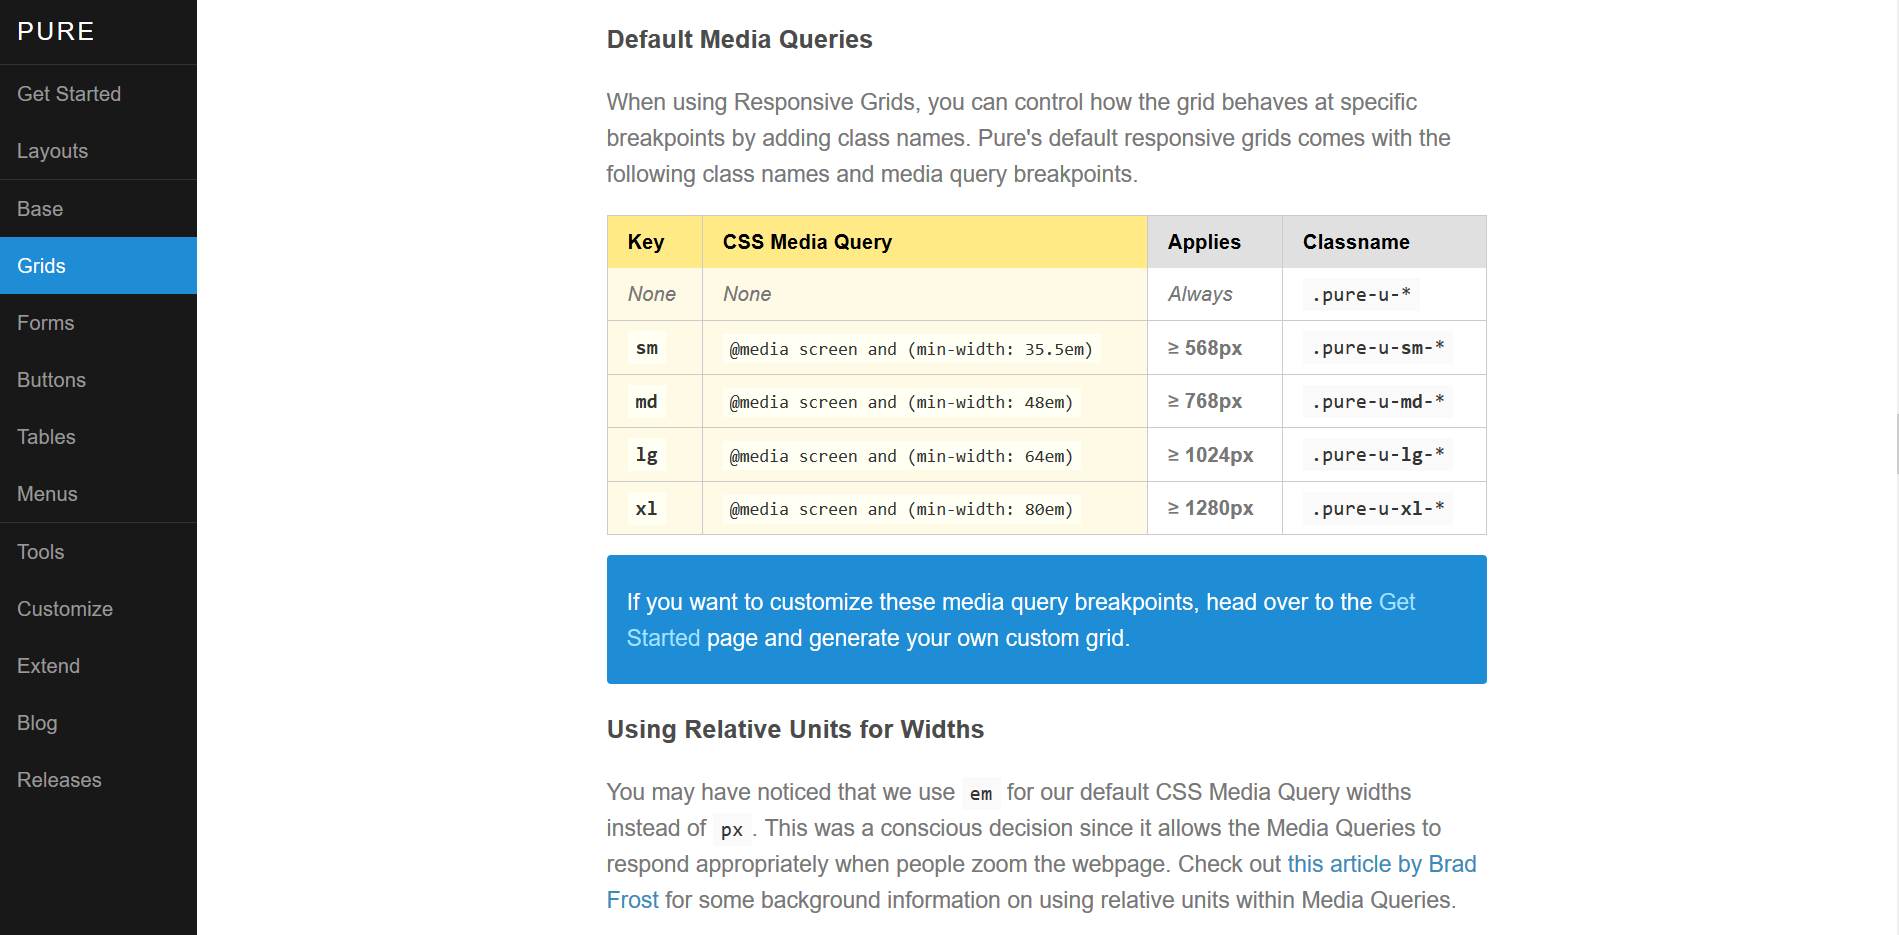 PURE
Get Started
Layouts
Base
Grids
Forms
Buttons
Tables
Menus
Tools
Customize
Extend
Blog
Releases
Default Media Queries
When using Responsive Grids, you can control how the grid behaves at specific
breakpoints by adding class names. Pure's default responsive grids comes with the
following class names and media query breakpoints.
Key CSS Media Query Applies Classname
None None Always .pure-u-*
sm @media screen and (min-width: 35.5em) ≥ 568px .pure-u-sm-*
md @media screen and (min-width: 48em) ≥ 768px .pure-u-md-*
lg @media screen and (min-width: 64em) ≥ 1024px .pure-u-lg-*
xl @media screen and (min-width: 80em) ≥ 1280px .pure-u-xl-*
If you want to customize these media query breakpoints, head over to the Get
Started page and generate your own custom grid.
Using Relative Units for Widths
You may have noticed that we use em for our default CSS Media Query widths
instead of px. This was a conscious decision since it allows the Media Queries to
respond appropriately when people zoom the webpage. Check out this article by Brad
Frost for some background information on using relative units within Media Queries.